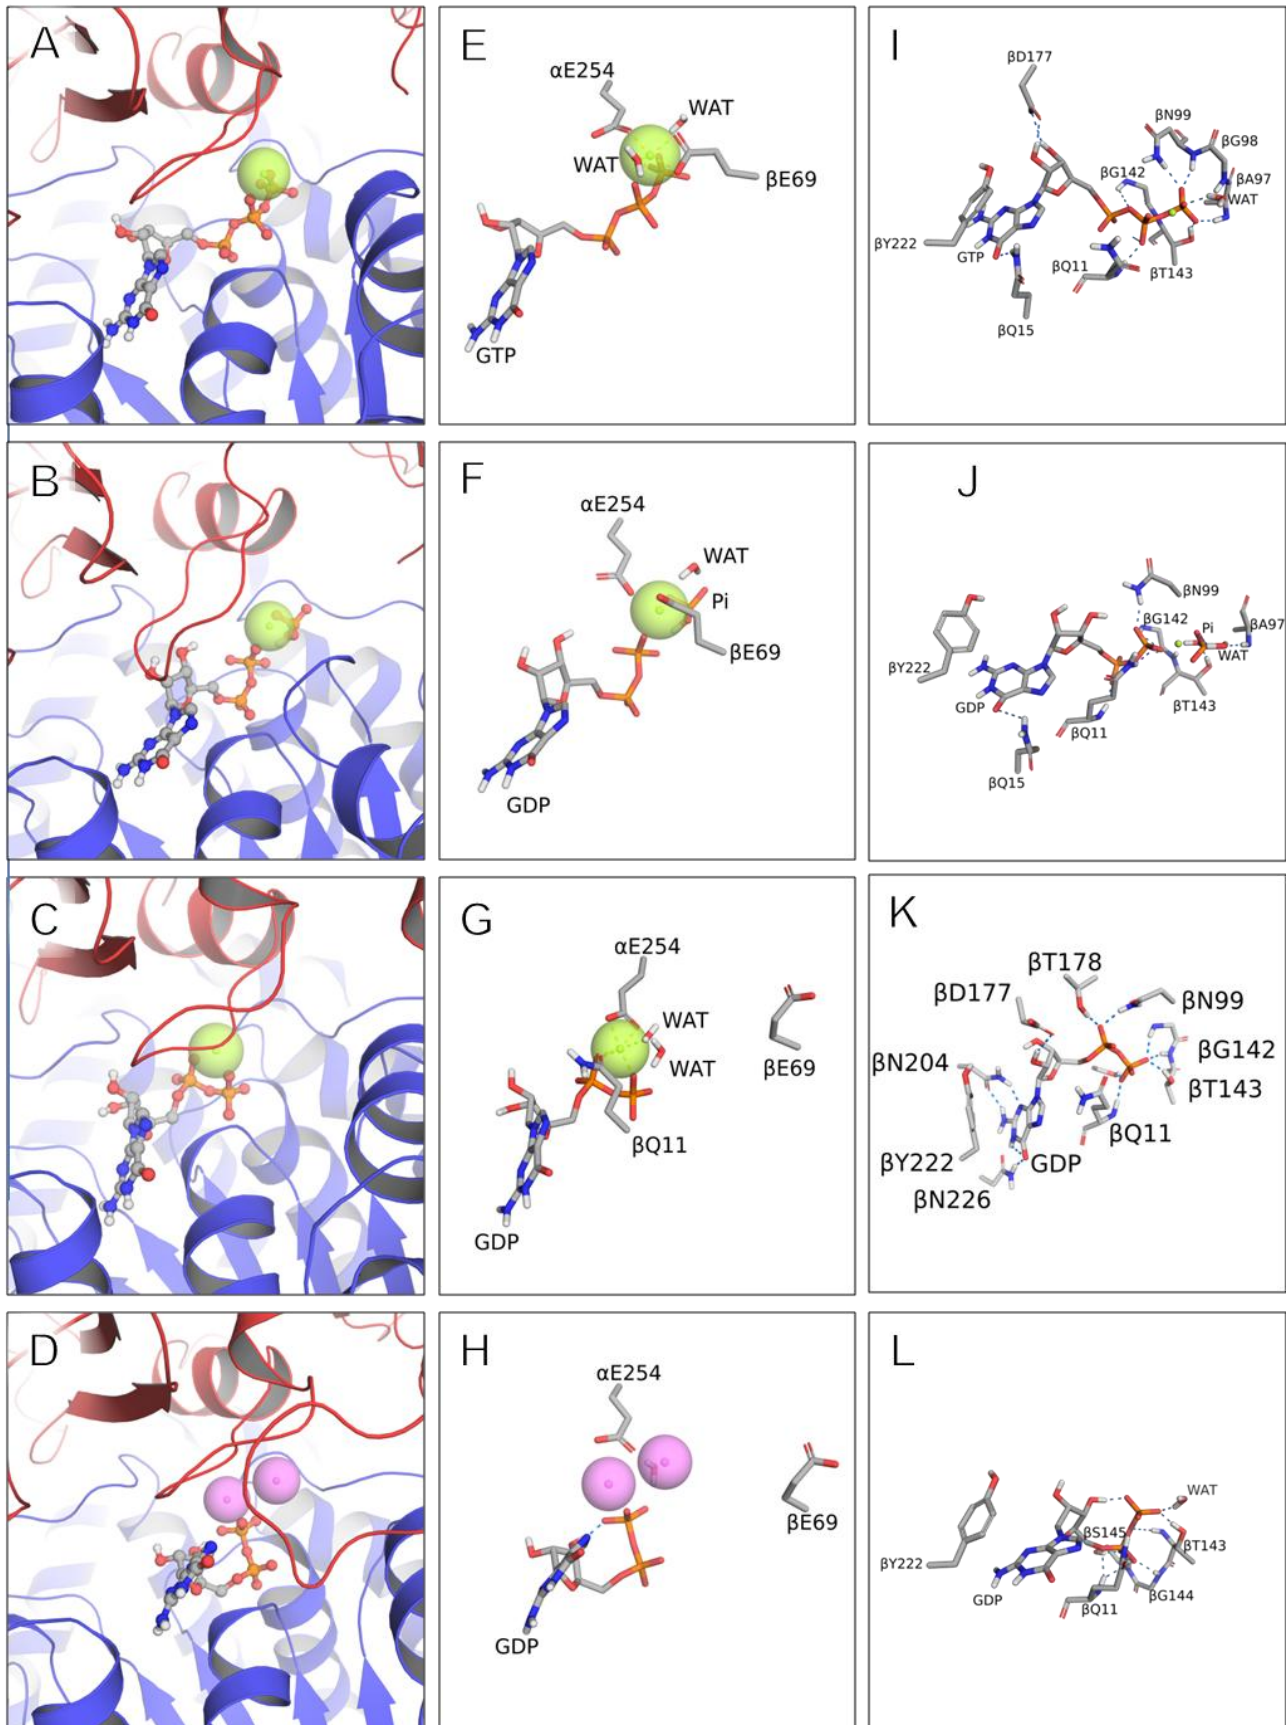 A
E
αE254
WAT
WAT
βE69
GTP
I
βD177
βN99
βG98
βG142
βA97
WAT
βY222
GTP
βQ11
βT143
βQ15
B
F
αE254
WAT
Pi
βE69
GDP
J
βN99
βG142
Pi
βA97
WAT
βY222
GDP
βT143
βQ11
βQ15
C
G
αE254
WAT
WAT
βE69
βQ11
GDP
K
βT178
βD177
βN99
βN204
βG142
βT143
βQ11
βY222
GDP
βN226
D
H
αE254
βE69
GDP
L
WAT
βS145
βT143
βY222
GDP
βQ11
βG144